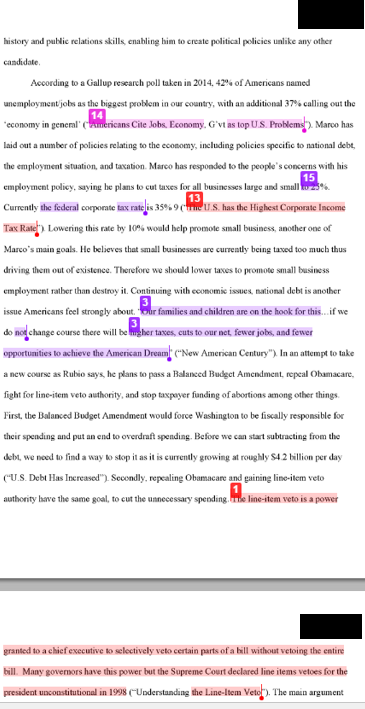 history and public relations skills, enabling him to create political policies unlike any other
candidate.
According to a Gallup research poll taken in 2014, 42% of Americans named
unemployment/jobs as the biggest problem in our country, with an additional 37% calling out the
14
'economy in general' ("Americans Cite Jobs, Economy, G'vt as top U.S. Problems"). Marco has
laid out a number of policies relating to the economy, including policies specific to national debt,
the employment situation, and taxation. Marco has responded to the people's concerns with his
15
employment policy, saying he plans to cut taxes for all businesses large and small to 25%.
13
Currently the federal corporate tax rate is 35% 9 ("The U.S. has the Highest Corporate Income
Tax Rate"). Lowering this rate by 10% would help promote small business, another one of
Marco's main goals. He believes that small businesses are currently being taxed too much thus
driving them out of existence. Therefore we should lower taxes to promote small business
employment rather than destroy it. Continuing with economic issues, national debt is another
3
issue Americans feel strongly about. "Our families and children are on the hook for this…if we
3
do not change course there will be higher taxes, cuts to our net, fewer jobs, and fewer
opportunities to achieve the American Dream" ("New American Century"). In an attempt to take
a new course as Rubio says, he plans to pass a Balanced Budget Amendment, repeal Obamacare,
fight for line-item veto authority, and stop taxpayer funding of abortions among other things.
First, the Balanced Budget Amendment would force Washington to be fiscally responsible for
their spending and put an end to overdraft spending. Before we can start subtracting from the
debt, we need to find a way to stop it as it is currently growing at roughly $4.2 billion per day
("U.S. Debt Has Increased"). Secondly, repealing Obamacare and gaining line-item veto
1
authority have the same goal, to cut the unnecessary spending. The line-item veto is a power
granted to a chief executive to selectively veto certain parts of a bill without vetoing the entire
bill. Many governors have this power but the Supreme Court declared line items vetoes for the
president unconstitutional in 1998 ("Understanding the Line-Item Veto"). The main argument